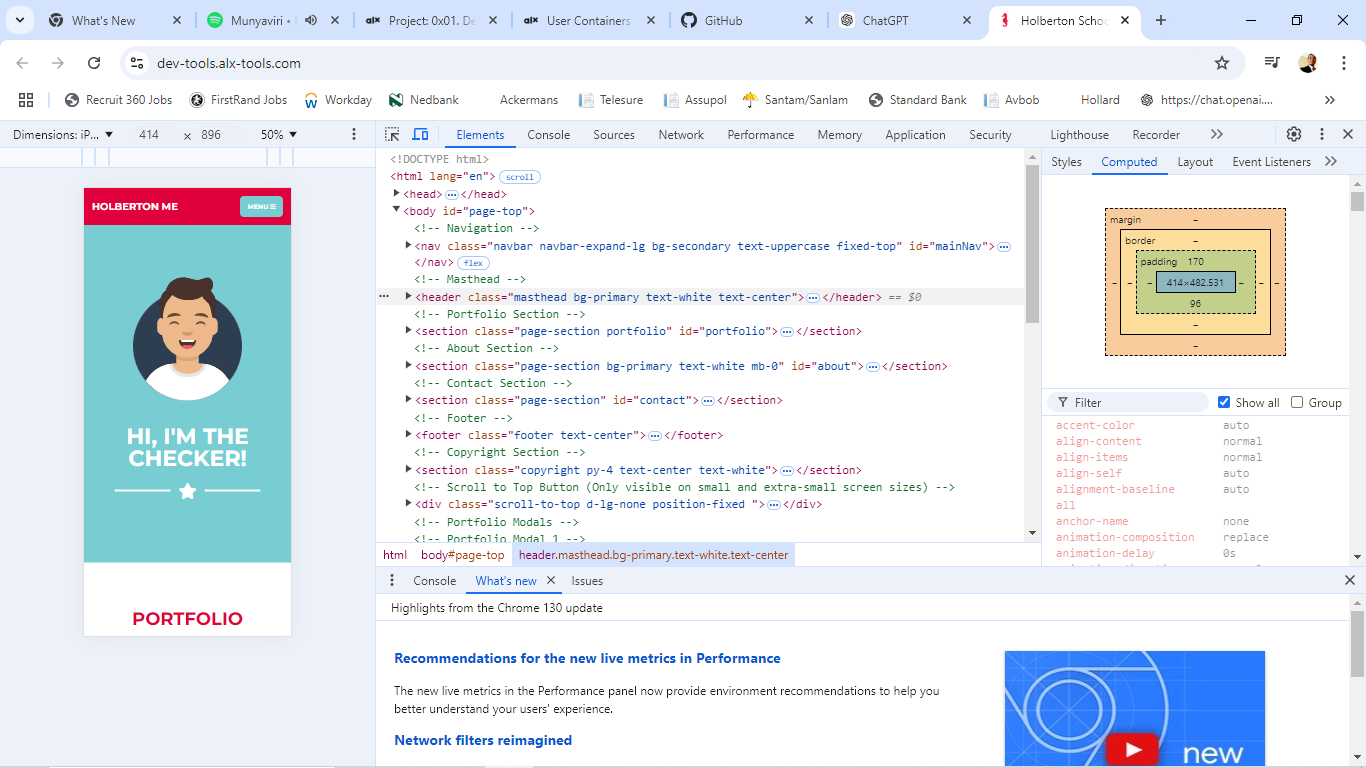 What's New
Munyaviri •
Project: 0x01. De
User Containers
GitHub
ChatGPT
Holberton Schoo
dev-tools.alx-tools.com
Recruit 360 Jobs
FirstRand Jobs
Workday
Nedbank
Ackermans
Telesure
Assupol
Santam/Sanlam
Standard Bank
Avbob
Hollard
https://chat.openai....
Dimensions: iP... 414 × 896 50%
Elements Console Sources Network Performance Memory Application Security Lighthouse Recorder
HOLBERTON ME
MENU
HI, I'M THE
CHECKER!
PORTFOLIO
<!DOCTYPE html>
<html lang="en"> scroll
<head> … </head>
<body id="page-top">
<!-- Navigation -->
<nav class="navbar navbar-expand-lg bg-secondary text-uppercase fixed-top" id="mainNav"> …
</nav> flex
<!-- Masthead -->
<header class="masthead bg-primary text-white text-center"> … </header> == $0
<!-- Portfolio Section -->
<section class="page-section portfolio" id="portfolio"> … </section>
<!-- About Section -->
<section class="page-section bg-primary text-white mb-0" id="about"> … </section>
<!-- Contact Section -->
<section class="page-section" id="contact"> … </section>
<!-- Footer -->
<footer class="footer text-center"> … </footer>
<!-- Copyright Section -->
<section class="copyright py-4 text-center text-white"> … </section>
<!-- Scroll to Top Button (Only visible on small and extra-small screen sizes) -->
<div class="scroll-to-top d-lg-none position-fixed "> … </div>
<!-- Portfolio Modals -->
<!-- Portfolio Modal 1 -->
html body#page-top header.masthead.bg-primary.text-white.text-center
Styles Computed Layout Event Listeners
margin –
border –
padding 170
– – – 414×482.531 – – –
96
–
–
Filter Show all Group
accent-color auto
align-content normal
align-items normal
align-self auto
alignment-baseline auto
all
anchor-name none
animation-composition replace
animation-delay 0s
Console What's new Issues
Highlights from the Chrome 130 update
Recommendations for the new live metrics in Performance
The new live metrics in the Performance panel now provide environment recommendations to help you
better understand your users' experience.
Network filters reimagined
new